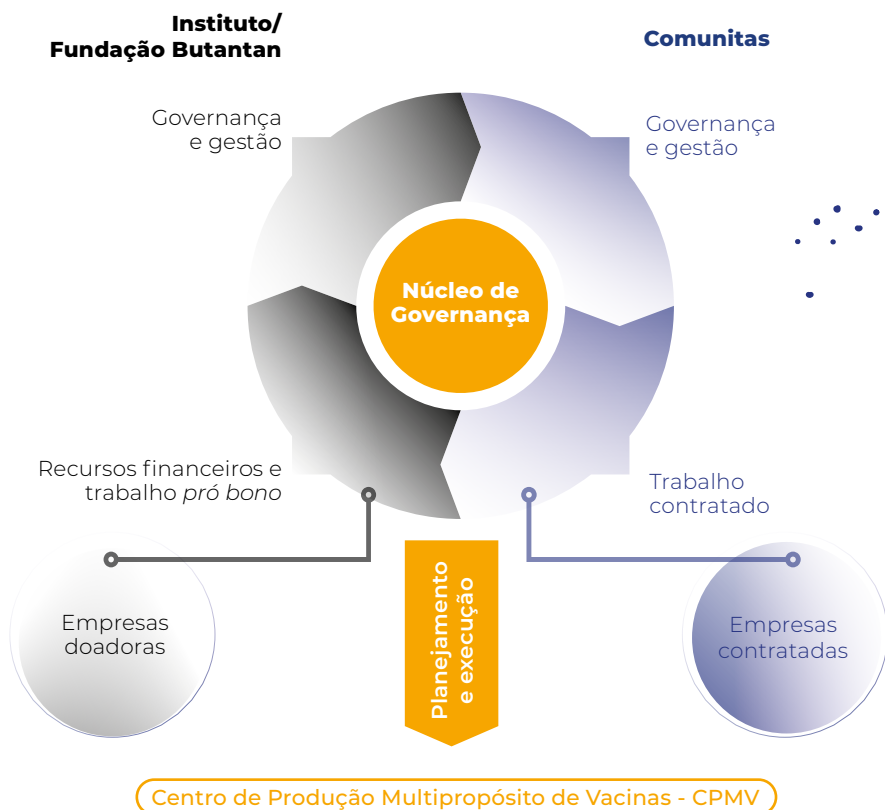 Instituto/
Fundação Butantan
Comunitas
Governança
e gestão
Governança
e gestão
Núcleo de
Governança
Recursos financeiros e
trabalho pró bono
Trabalho
contratado
Empresas
doadoras
Planejamento
e execução
Empresas
contratadas
Centro de Produção Multipropósito de Vacinas - CPMV